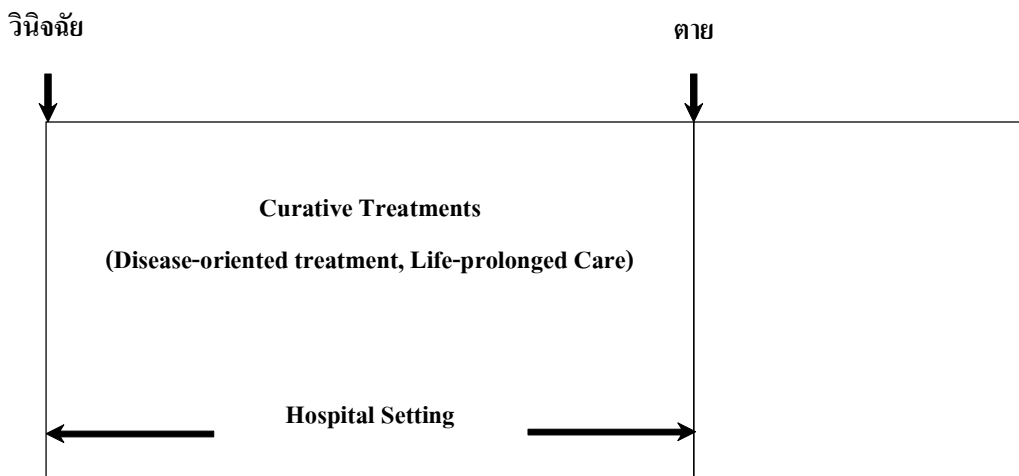 วินิจฉัย
ตาย
Curative Treatments
(Disease-oriented treatment, Life-prolonged Care)
Hospital Setting